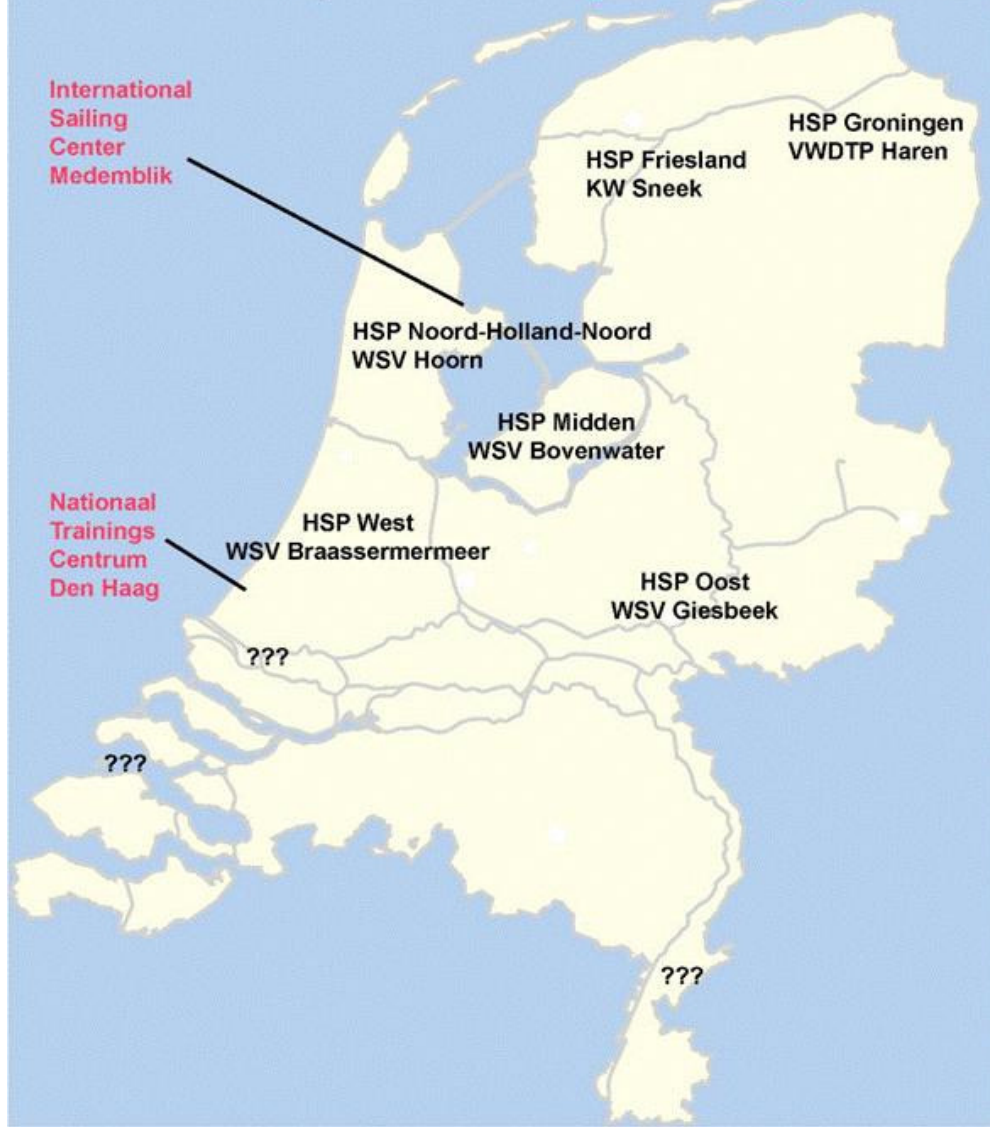 International
Sailing
Center
Medemblik
HSP Groningen
VWDTP Haren
HSP Friesland
KW Sneek
HSP Noord-Holland-Noord
WSV Hoorn
HSP Midden
WSV Bovenwater
Nationaal
Trainings
Centrum
Den Haag
HSP West
WSV Braassermermeer
HSP Oost
WSV Giesbeek
???
???
???